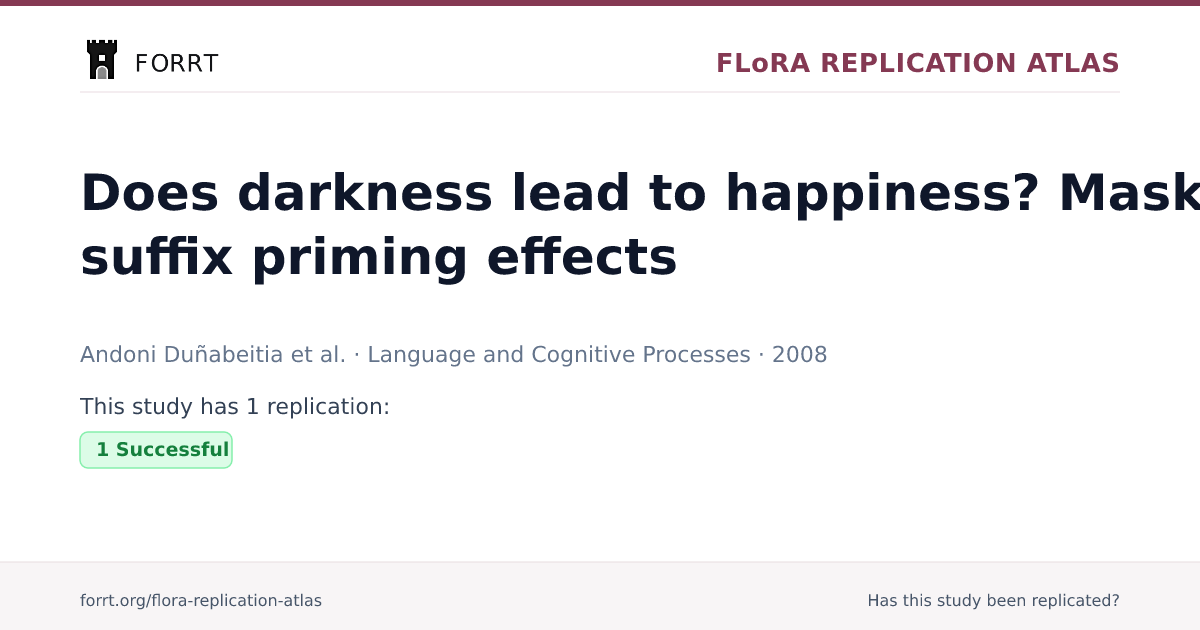 FORRT
FLoRA REPLICATION ATLAS
Does darkness lead to happiness? Mask
suffix priming effects
Andoni Duñabeitia et al. · Language and Cognitive Processes · 2008
This study has 1 replication:
1 Successful
forrt.org/flora-replication-atlas
Has this study been replicated?